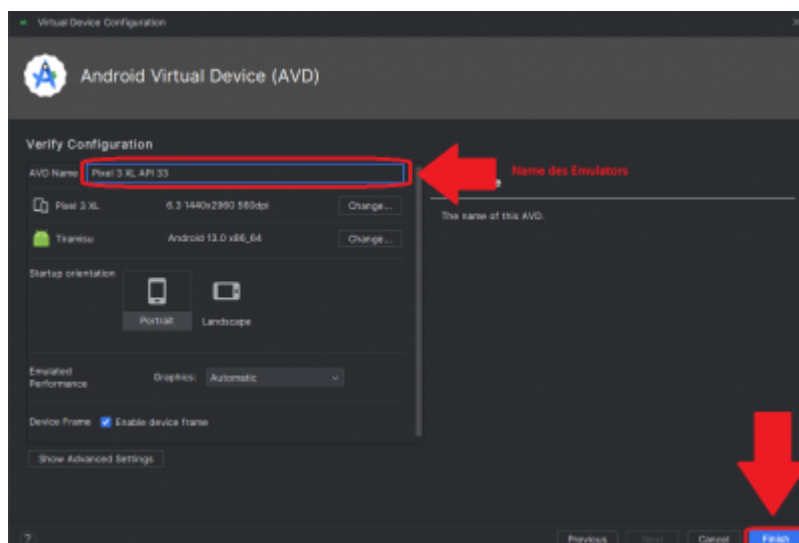 Virtual Device Configuration
Android Virtual Device (AVD)
Verify Configuration
AVD Name Pixel 3 XL API 33
Name des Emulators
e
Pixel 3 XL 6.3 1440x2960 560dpi Change...
The name of this AVD.
Tiramisu Android 13.0 x86_64 Change...
Startup orientation
Portrait Landscape
Emulated
Performance Graphics: Automatic
Device Frame Enable device frame
Show Advanced Settings
? Previous Next Cancel Finish